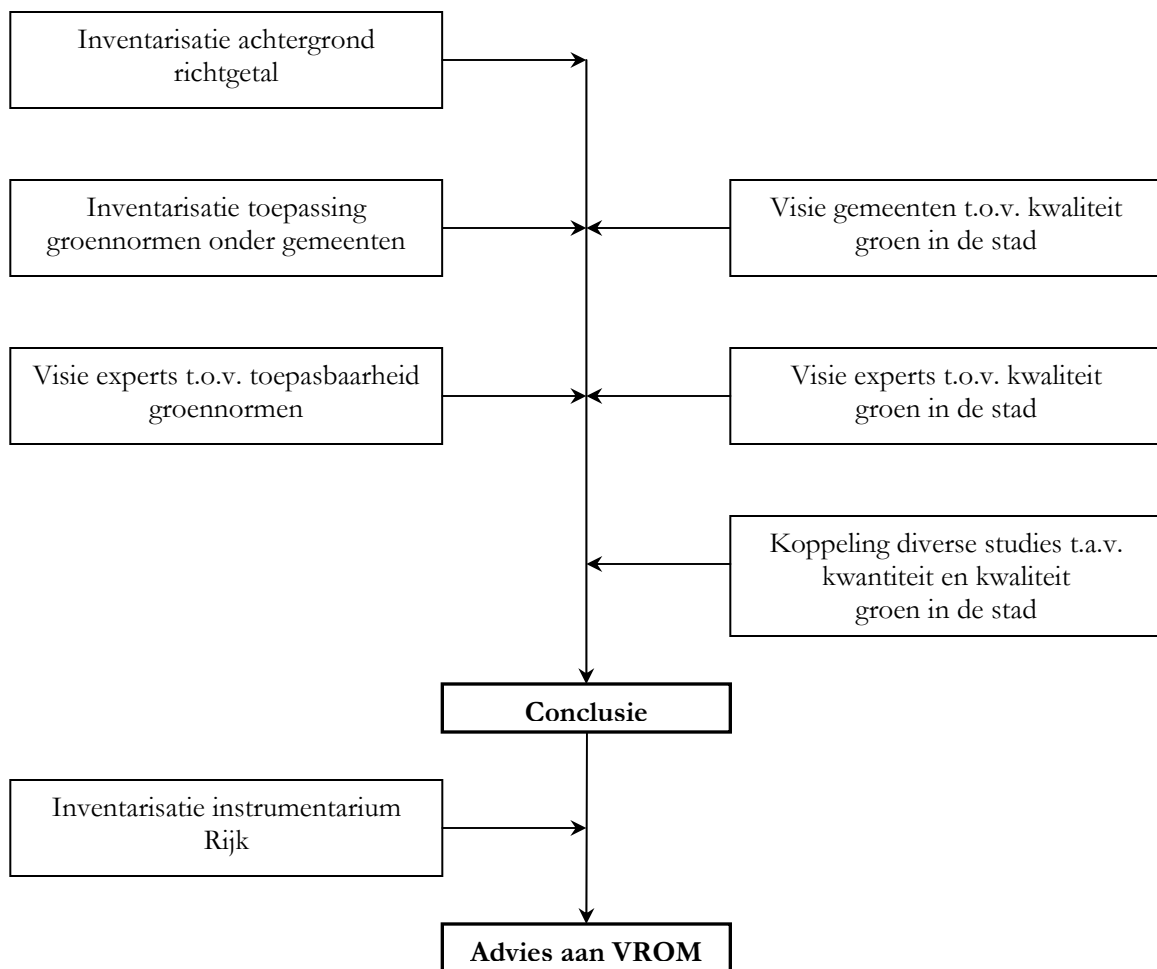 Inventarisatie achtergrond
richtgetal
Inventarisatie toepassing
groennormen onder gemeenten
Visie gemeenten t.o.v. kwaliteit
groen in de stad
Visie experts t.o.v. toepasbaarheid
groennormen
Visie experts t.o.v. kwaliteit
groen in de stad
Koppeling diverse studies t.a.v.
kwantiteit en kwaliteit
groen in de stad
Conclusie
Inventarisatie instrumentarium
Rijk
Advies aan VROM